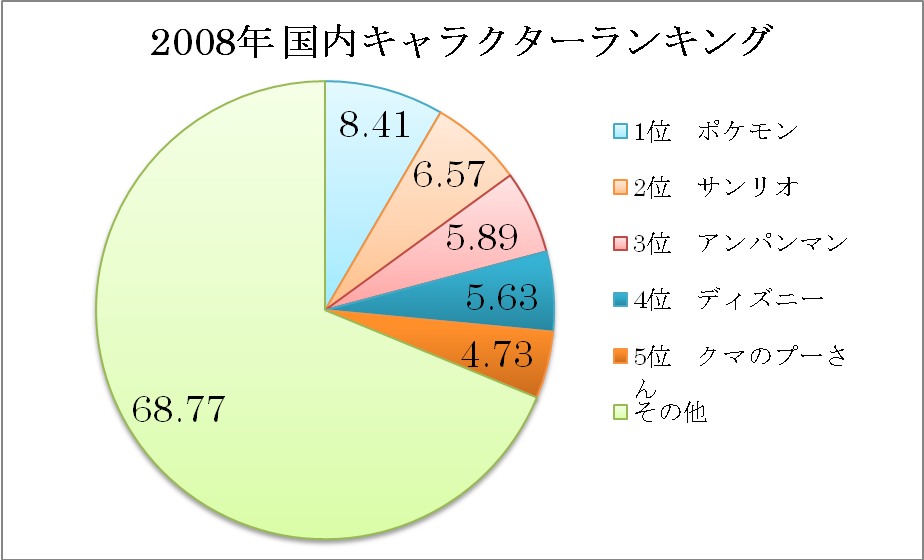 2008年 国内キャラクターランキング
8.41
6.57
5.89
5.63
4.73
68.77
1位　ポケモン
2位　サンリオ
3位　アンパンマン
4位　ディズニー
5位　クマのプーさ
ん
その他